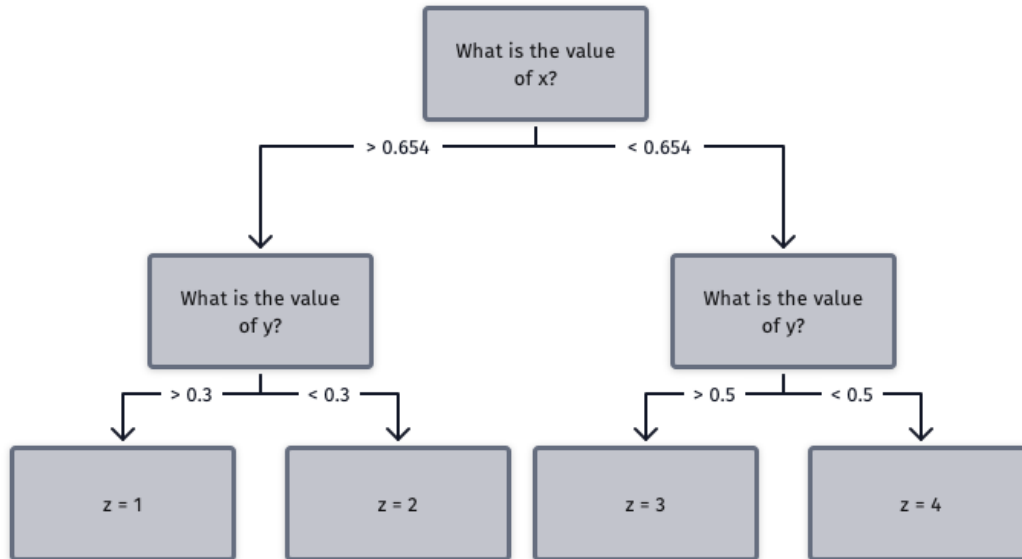 What is the value
of x?
> 0.654
< 0.654
What is the value
of y?
What is the value
of y?
> 0.3
< 0.3
> 0.5
< 0.5
z = 1
z = 2
z = 3
z = 4